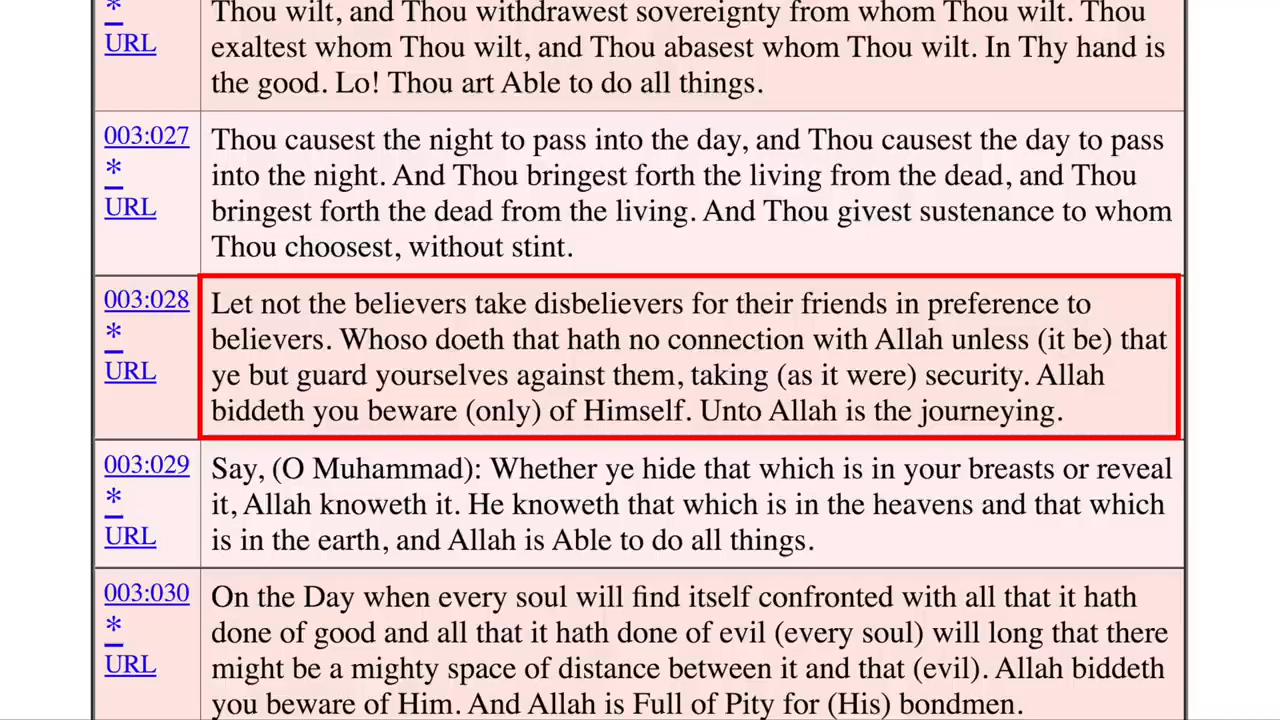 *
URL
Thou wilt, and Thou withdrawest sovereignty from whom Thou wilt. Thou
exaltest whom Thou wilt, and Thou abasest whom Thou wilt. In Thy hand is
the good. Lo! Thou art Able to do all things.
003:027
*
URL
Thou causest the night to pass into the day, and Thou causest the day to pass
into the night. And Thou bringest forth the living from the dead, and Thou
bringest forth the dead from the living. And Thou givest sustenance to whom
Thou choosest, without stint.
003:028
*
URL
Let not the believers take disbelievers for their friends in preference to
believers. Whoso doeth that hath no connection with Allah unless (it be) that
ye but guard yourselves against them, taking (as it were) security. Allah
biddeth you beware (only) of Himself. Unto Allah is the journeying.
003:029
*
URL
Say, (O Muhammad): Whether ye hide that which is in your breasts or reveal
it, Allah knoweth it. He knoweth that which is in the heavens and that which
is in the earth, and Allah is Able to do all things.
003:030
*
URL
On the Day when every soul will find itself confronted with all that it hath
done of good and all that it hath done of evil (every soul) will long that there
might be a mighty space of distance between it and that (evil). Allah biddeth
you beware of Him. And Allah is Full of Pity for (His) bondmen.